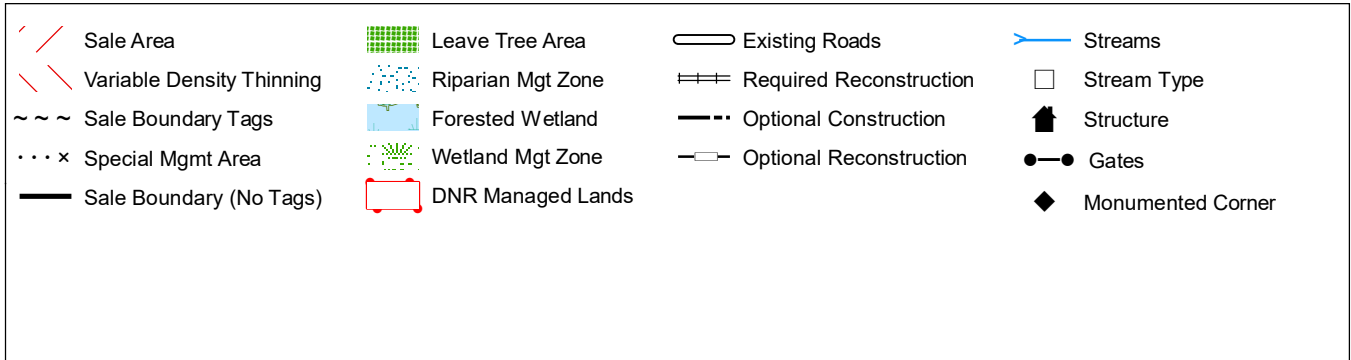 Sale Area
Variable Density Thinning
Sale Boundary Tags
Special Mgmt Area
Sale Boundary (No Tags)
Leave Tree Area
Riparian Mgt Zone
Forested Wetland
Wetland Mgt Zone
DNR Managed Lands
Existing Roads
Required Reconstruction
Optional Construction
Optional Reconstruction
Streams
Stream Type
Structure
Gates
Monumented Corner